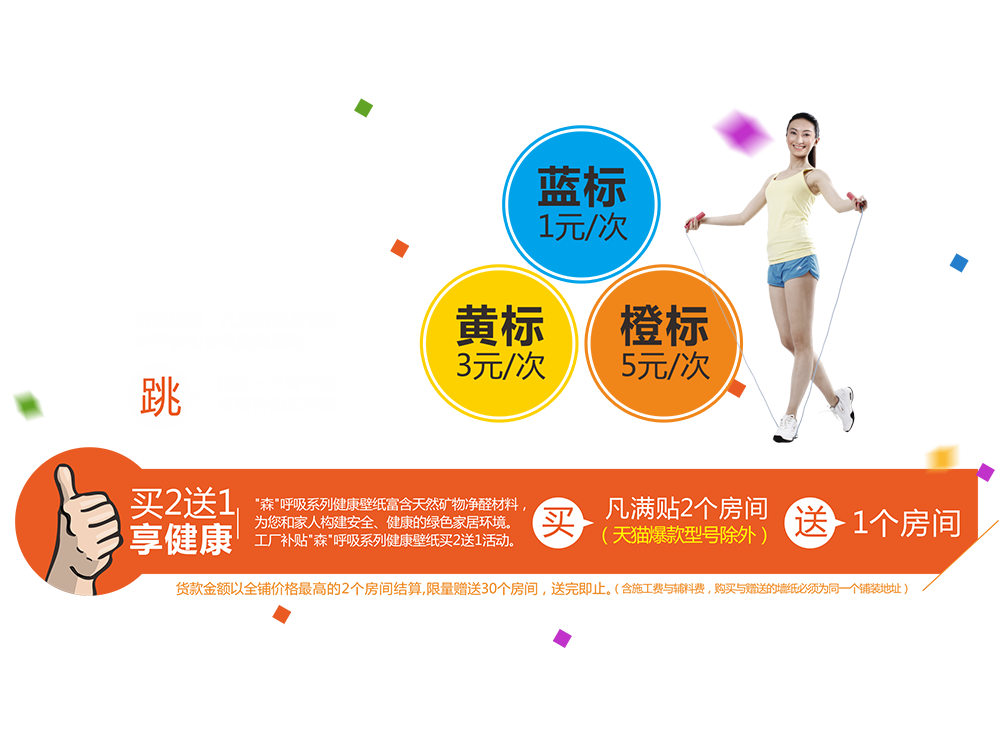 蓝标
1元/次
黄标
3元/次
橙标
5元/次
跳
买2送1
享健康
"森"呼吸系列健康壁纸富含天然矿物净醛材料，
为您和家人构建安全、健康的绿色家居环境。
工厂补贴"森"呼吸系列健康壁纸买2送1活动。
买
凡满贴2个房间
（天猫爆款型号除外）
送
1个房间
货款金额以全铺价格最高的2个房间结算,限量赠送30个房间，送完即止。（含施工费与辅料费，购买与赠送的墙纸必须为同一个铺装地址）